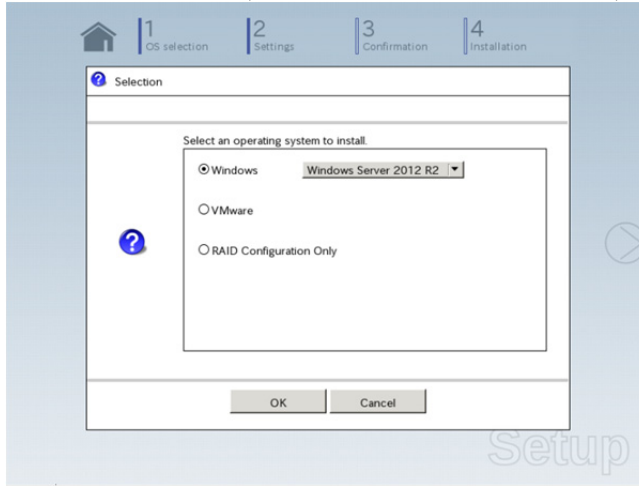 1
OS selection
2
Settings
3
Confirmation
4
Installation
Selection
Select an operating system to install.
Windows
Windows Server 2012 R2
VMware
RAID Configuration Only
OK
Cancel
Setup